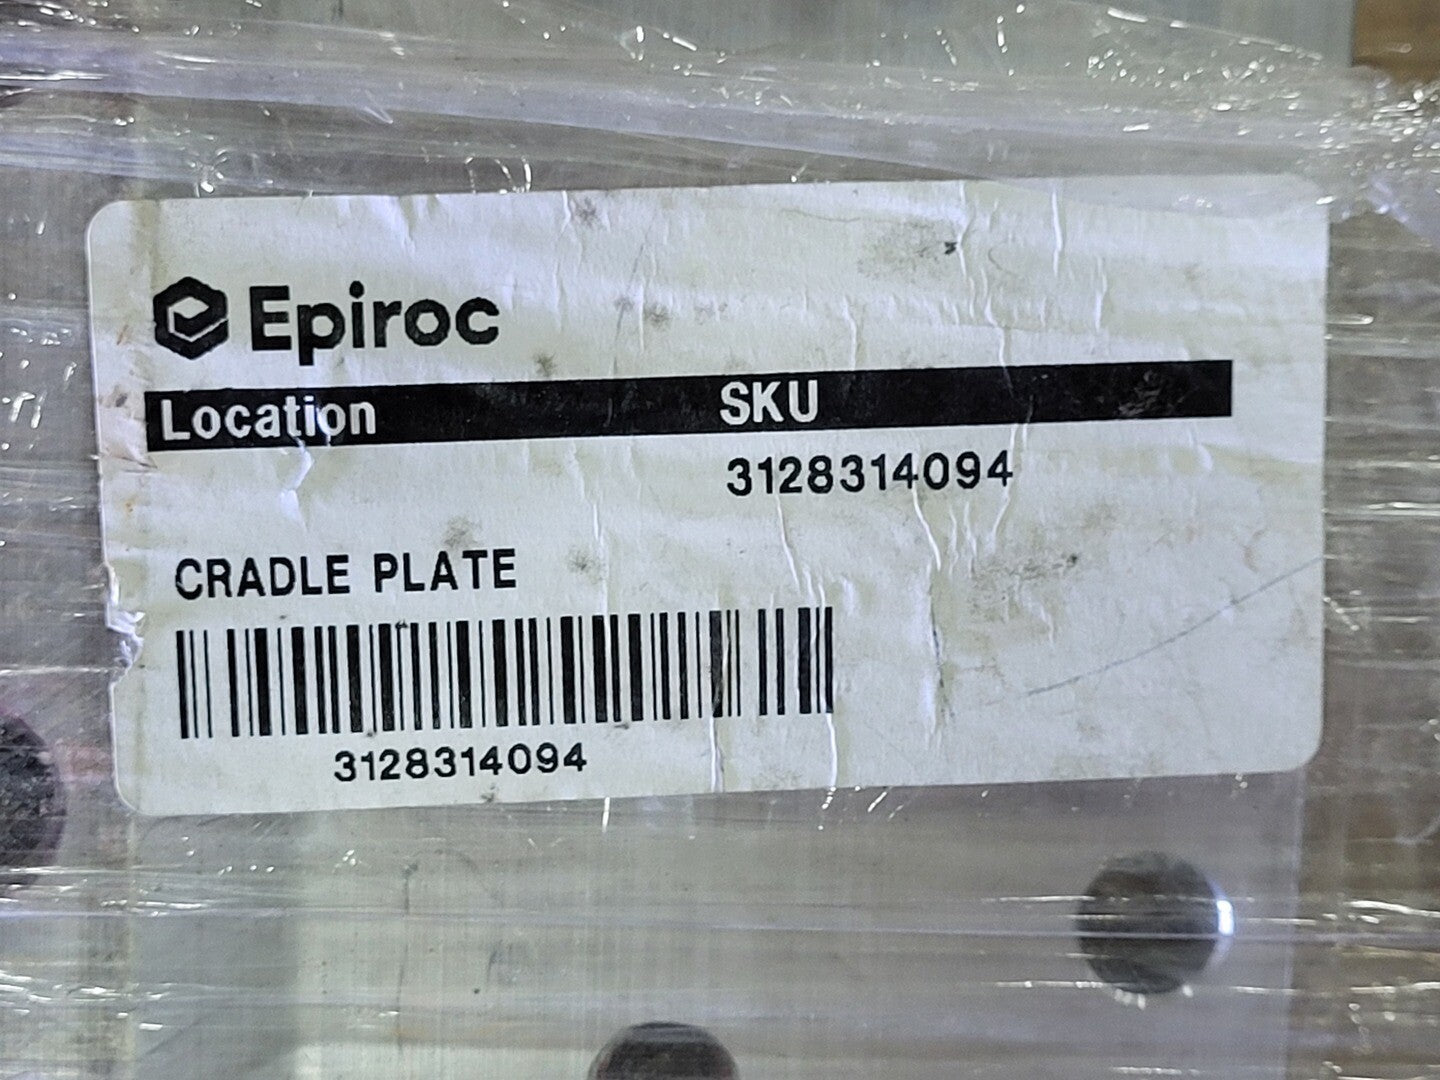 Epiroc
Location SKU
3128314094
CRADLE PLATE
3128314094